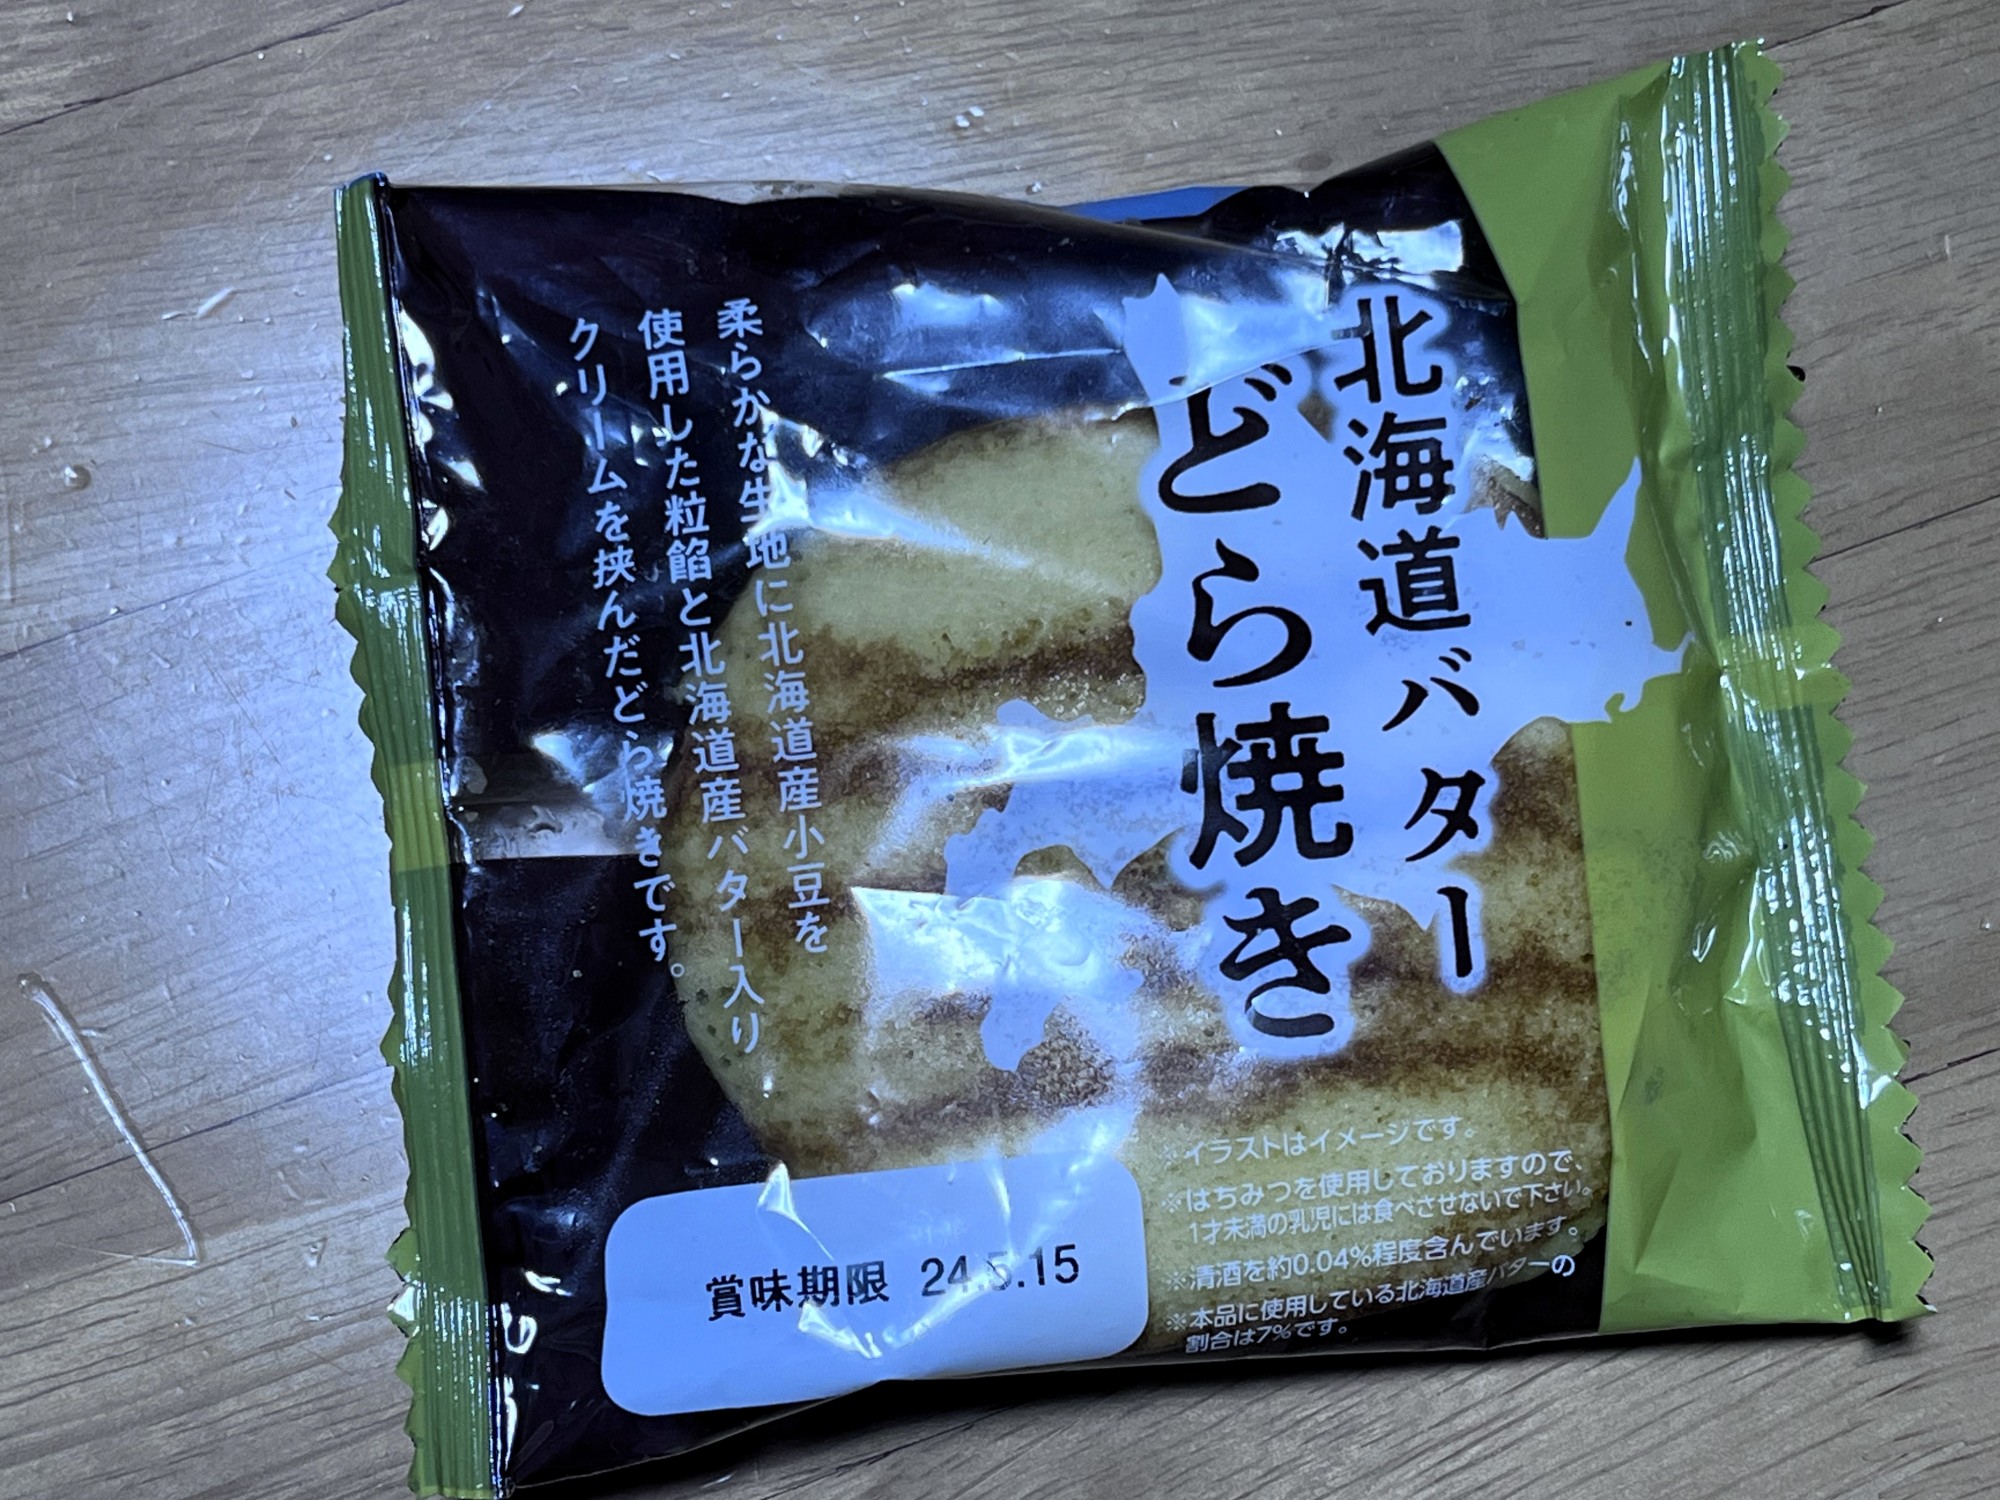 北海道バター
どら焼き
柔らかな生地に北海道産小豆を
使用した粒餡と北海道産バター入り
クリームを挟んだどら焼きです。
※イラストはイメージです。
※はちみつを使用しておりますので、
1才未満の乳児には食べさせないで下さい。
※清酒を約0.04%程度含んでいます。
※本品に使用している北海道産バターの
割合は7%です。
賞味期限 24.5.15